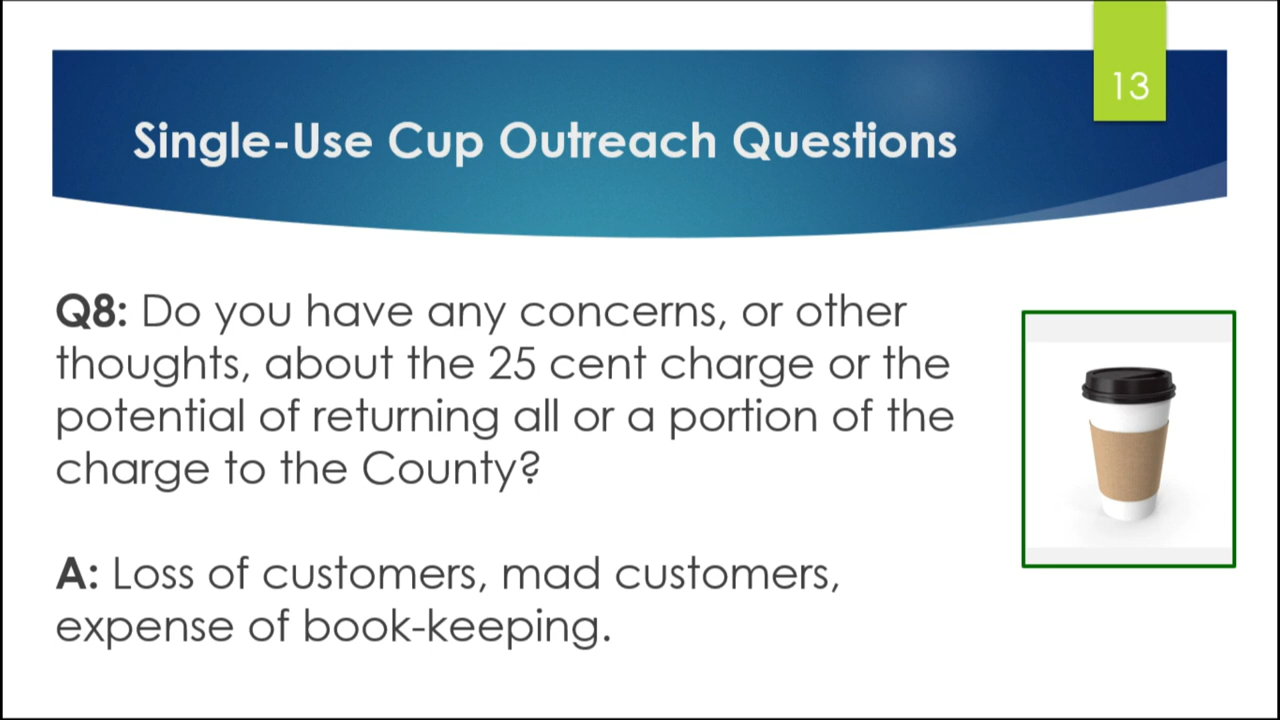 13
Single-Use Cup Outreach Questions
Q8: Do you have any concerns, or other
thoughts, about the 25 cent charge or the
potential of returning all or a portion of the
charge to the County?
A: Loss of customers, mad customers,
expense of book-keeping.